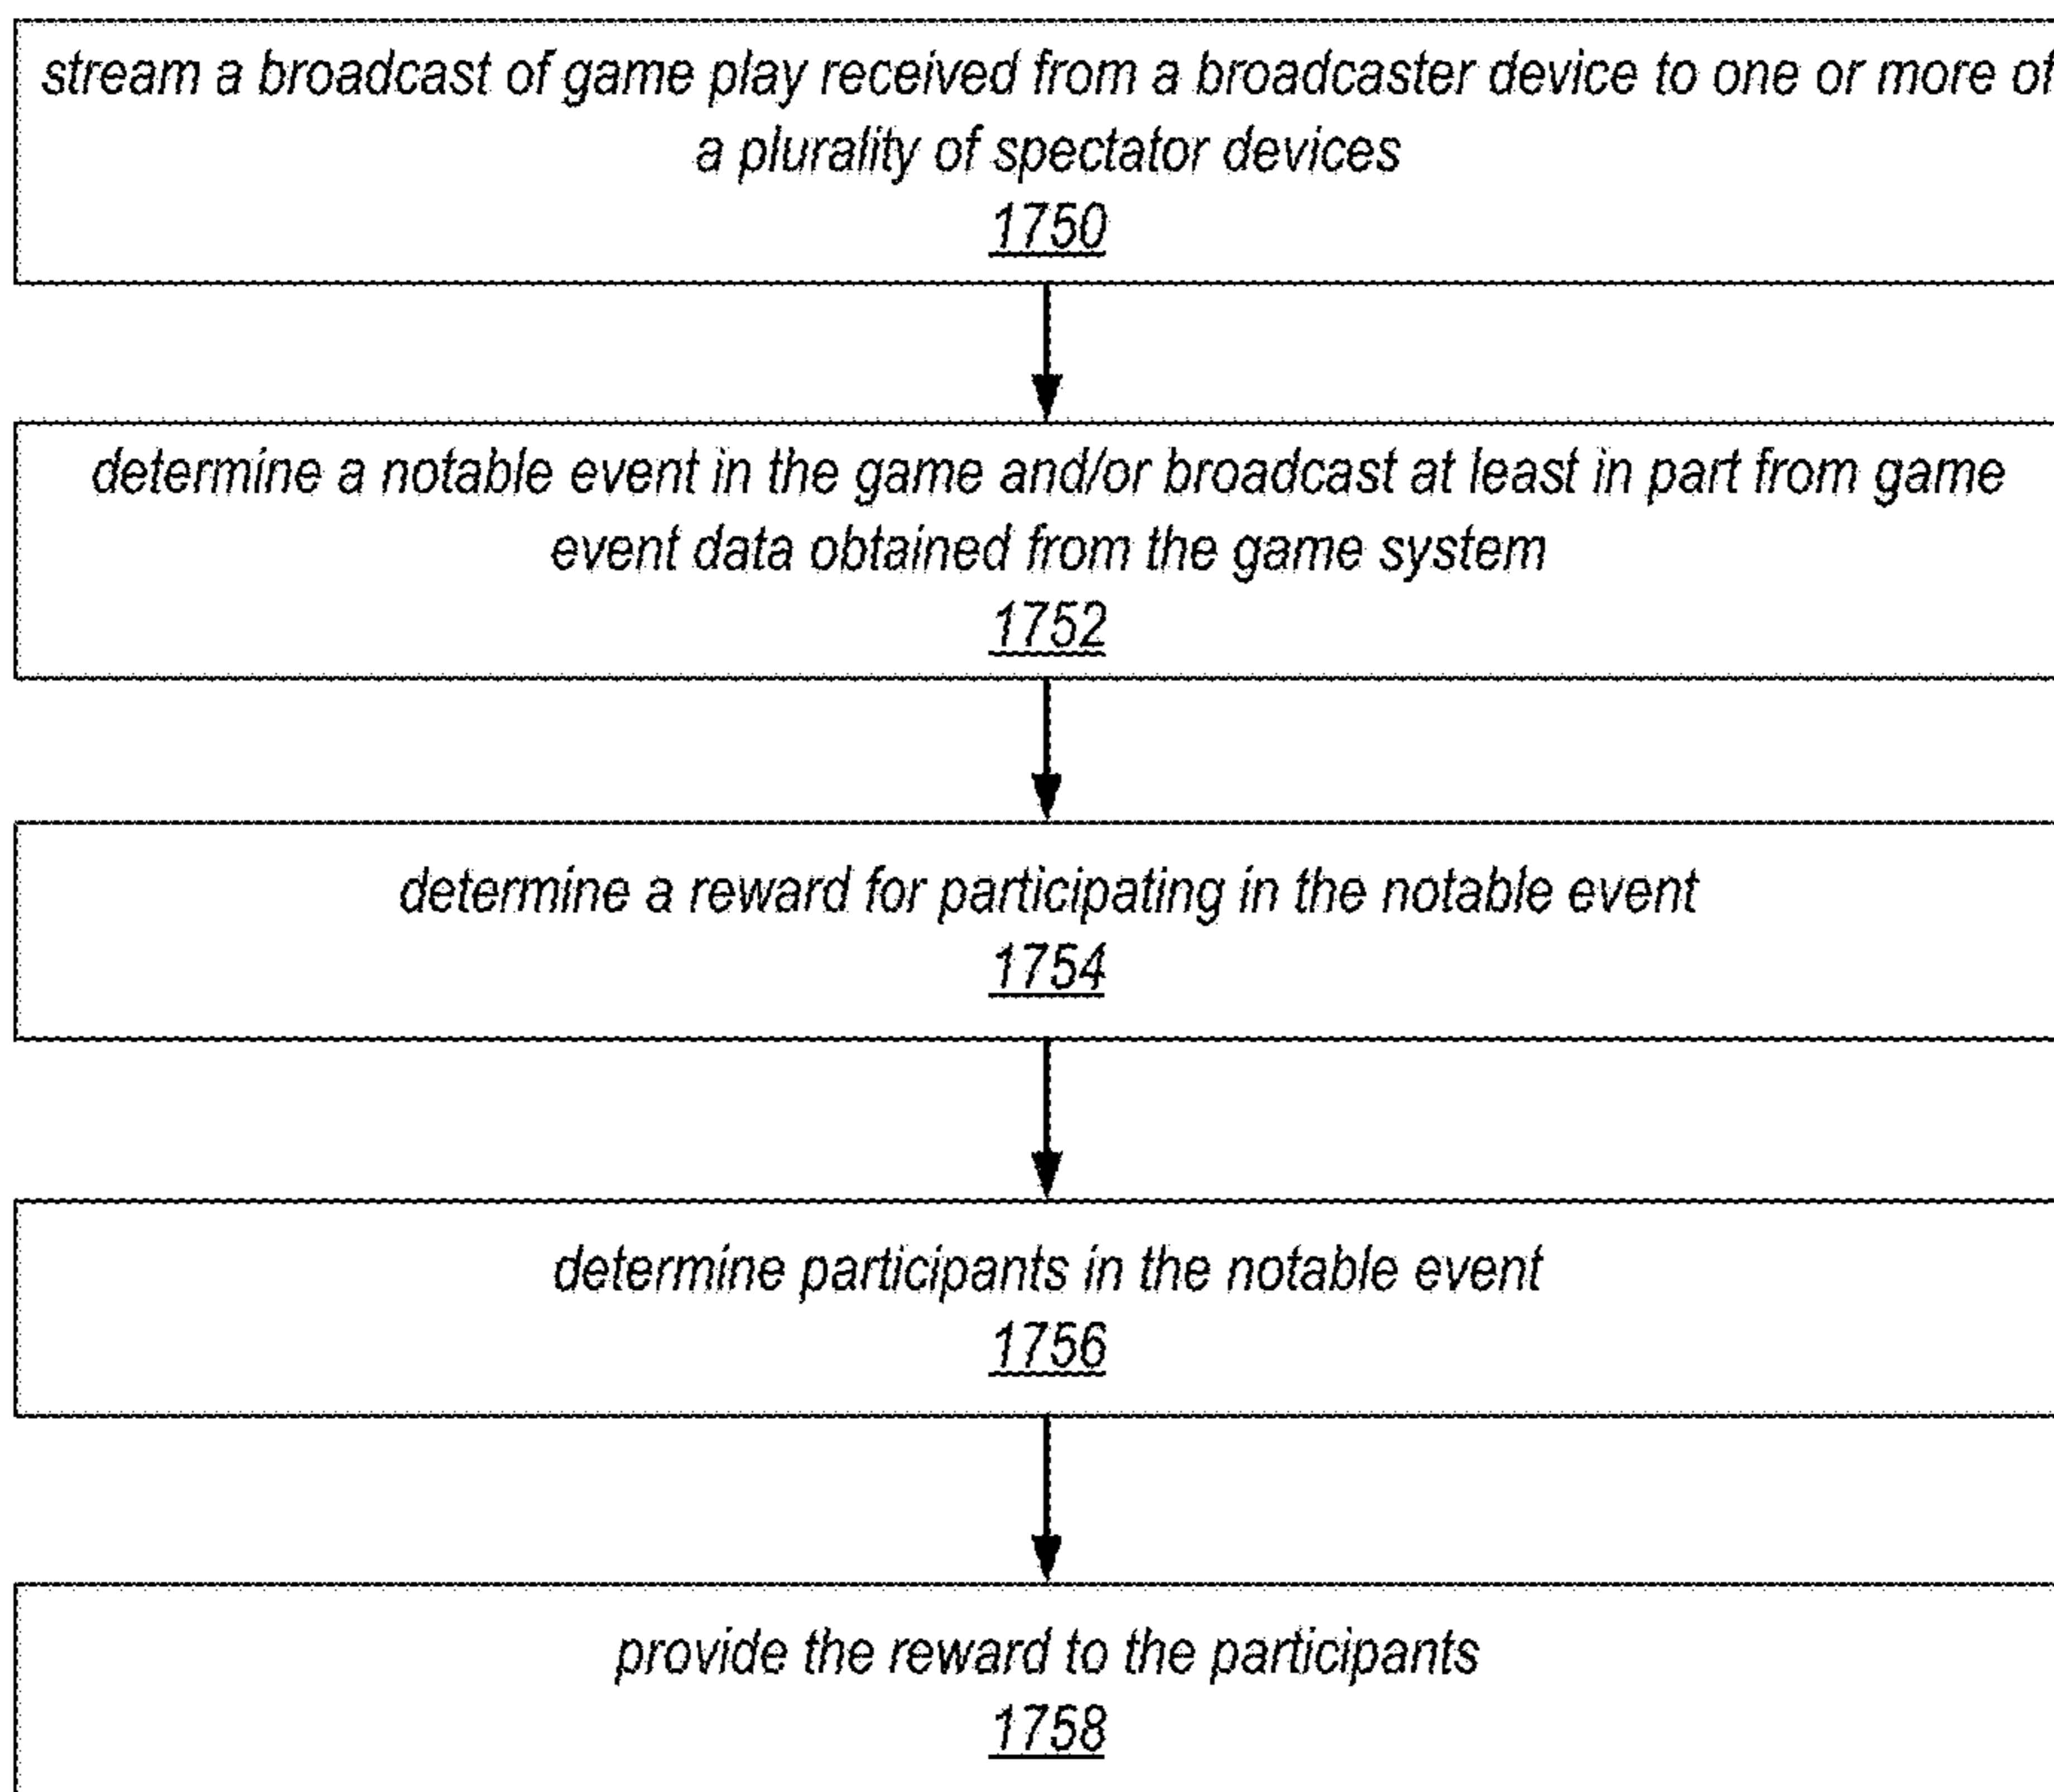 stream a broadcast of game play received from a broadcaster device to one or more of
a plurality of spectator devices
1750
determine a notable event in the game and/or broadcast at least in part from game
event data obtained from the game system
1752
determine a reward for participating in the notable event
1754
determine participants in the notable event
1756
provide the reward to the participants
1758